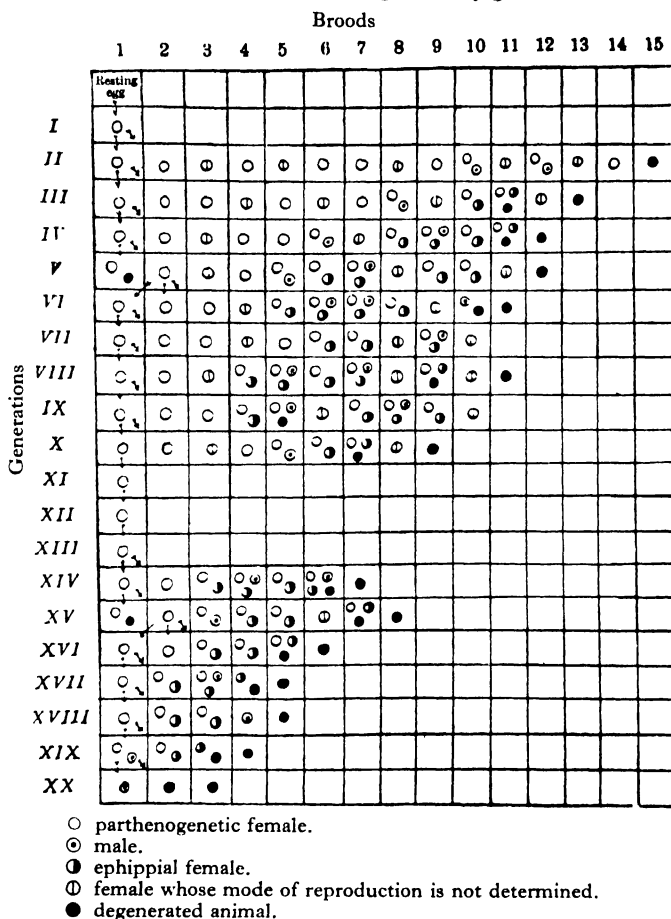 Broods
1 2 3 4 5 6 7 8 9 10 11 12 13 14 15
Resting
egg
I
II
III
IV
V
VI
VII
VIII
IX
X
XI
XII
XIII
XIV
XV
XVI
XVII
XVIII
XIX
XX
Generations
parthenogenetic female.
male.
ephippial female.
female whose mode of reproduction is not determined.
degenerated animal.